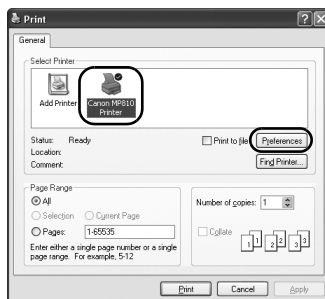 Print
General
Select Printer
Add Printer
Canon MP810
Printer
Status: Ready
Location:
Comment:
Print to file
Preferences
Find Printer...
Page Range
All
Selection
Current Page
Pages:
1-65535
Enter either a single page number or a single
page range. For example, 5-12
Number of copies: 1
Collate
1 1 2 2 3 3
Print
Cancel
Apply